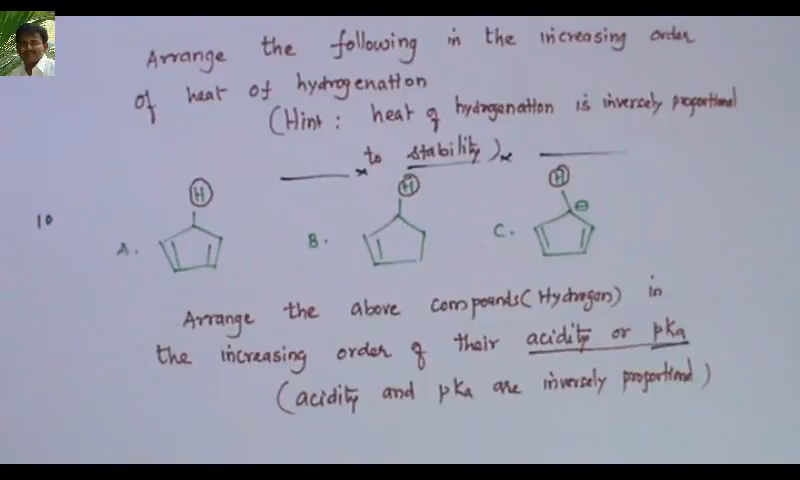 Arrange the following in the increasing order
of heat of hydrogenation
(Hint: heat of hydrogenation is inversely proportional
to stability)
H H H
10 A. B. C. ⊖
Arrange the above compounds (Hydrogen) in
the increasing order of their acidity or pka
(acidity and pka are inversely proportional)